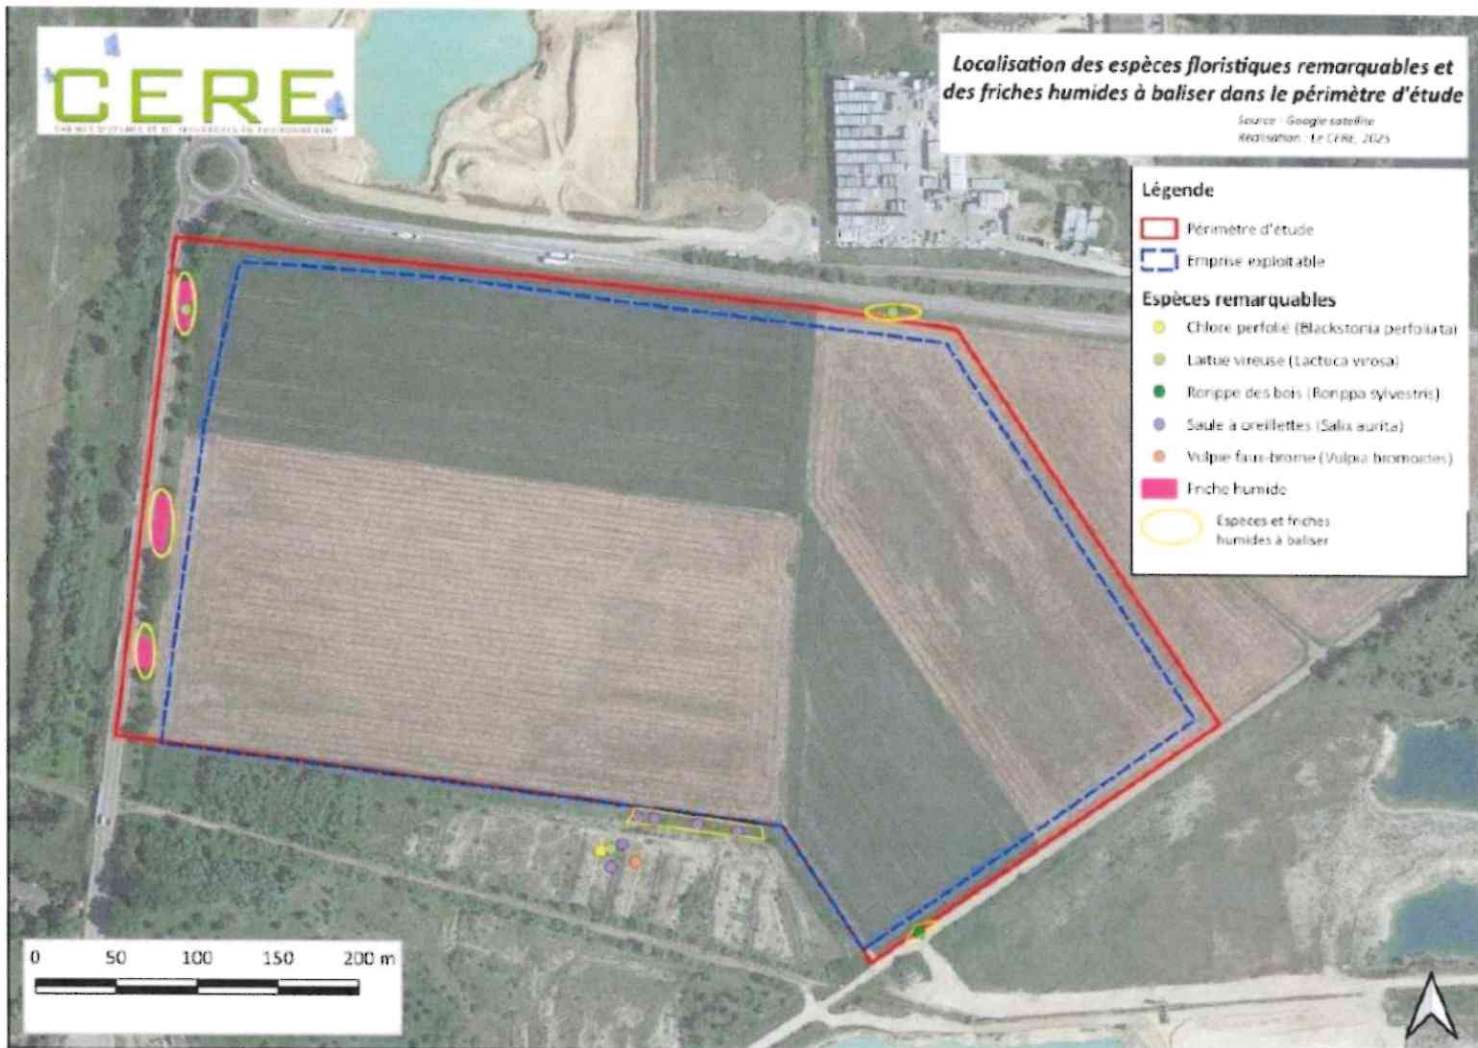 CERE
Localisation des espèces floristiques remarquables et
des friches humides à baliser dans le périmètre d'étude
Source : Google satellite
Réalisation : Le CERE, 2025
Légende
Périmètre d'étude
Emprise exploitable
Espèces remarquables
Chlore perfolié (Blackstonia perfoliata)
Laitue vireuse (Lactuca virosa)
Rorippe des bois (Rorippa sylvestris)
Saule à oreillettes (Salix aurita)
Vulpie faux-brome (Vulpia bromoides)
Friche humide
Espèces et friches
humides à baliser
0 50 100 150 200 m